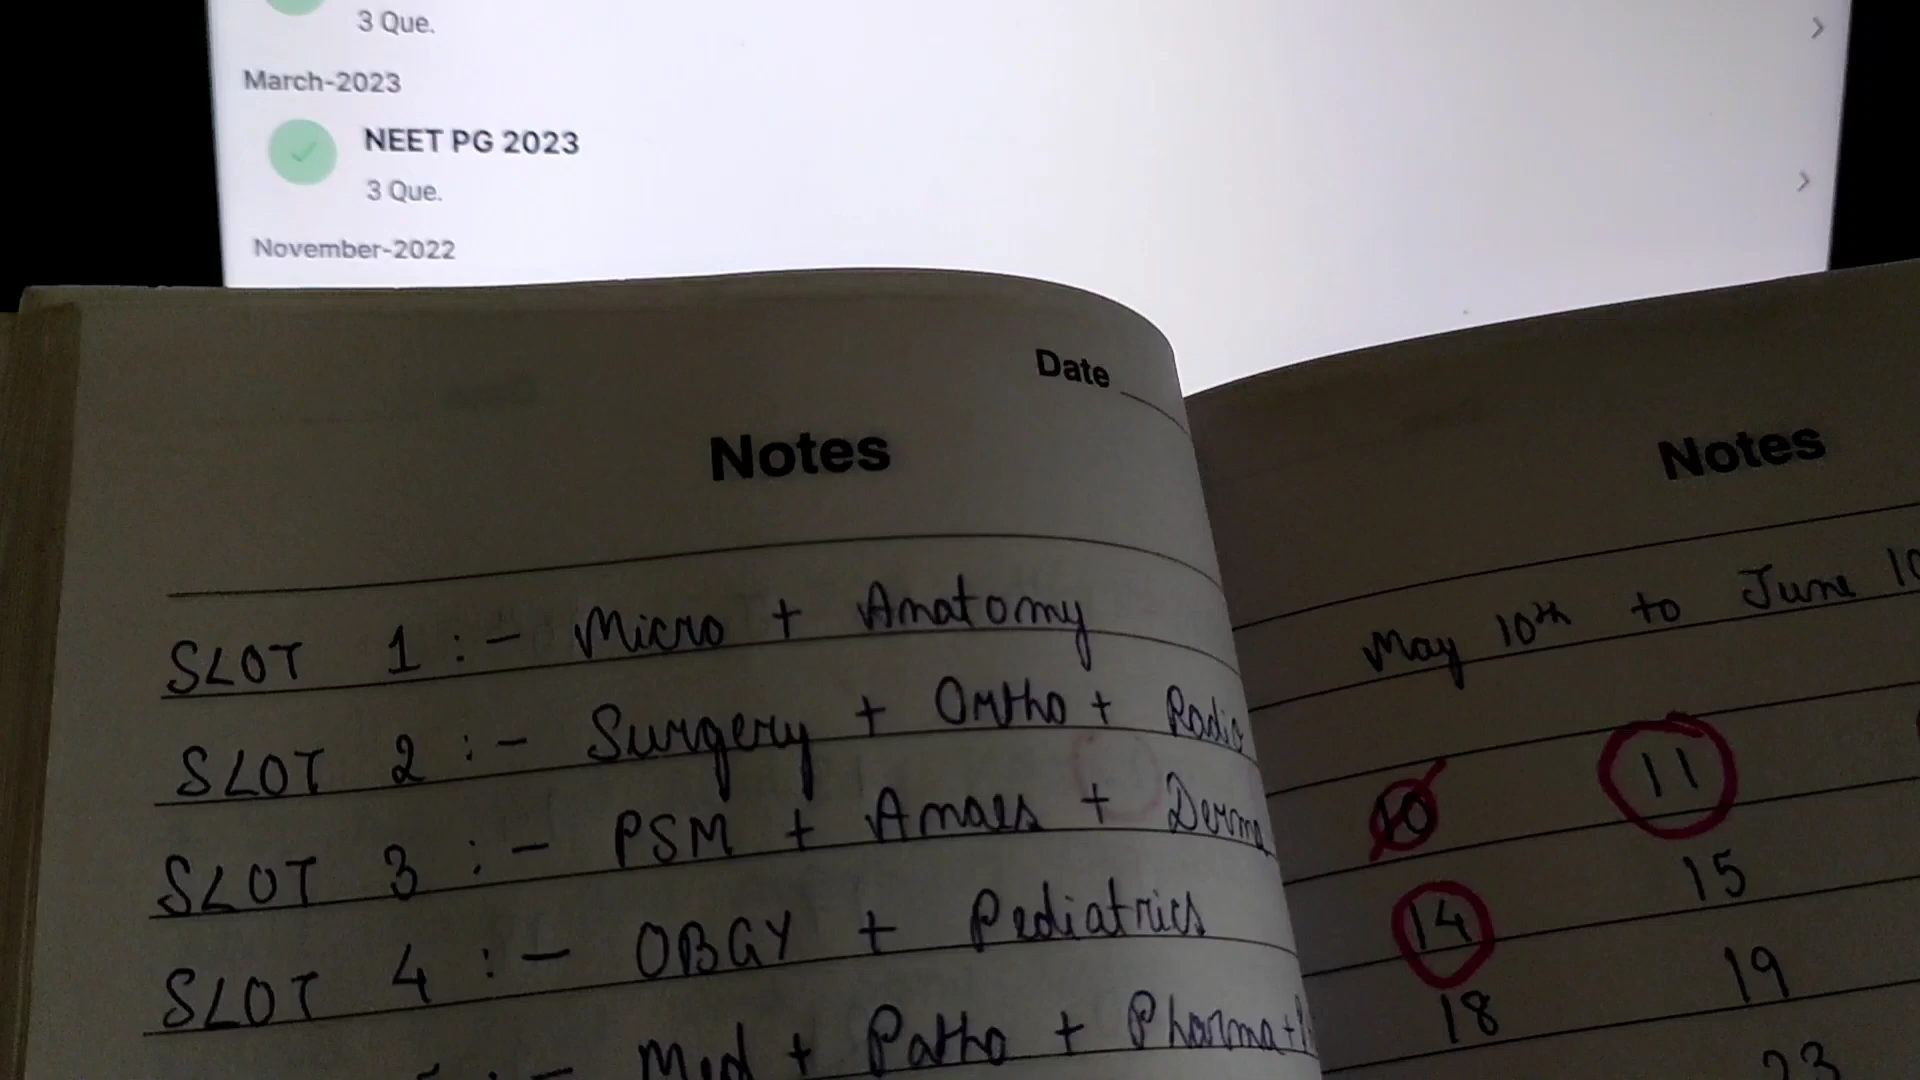 3 Que.
March-2023
NEET PG 2023
3 Que.
November-2022
Date
Notes
SLOT 1 :- Micro + Anatomy
SLOT 2 :- Surgery + Ortho + Radio
SLOT 3 :- PSM + Anaes + Derma
SLOT 4 :- OBGY + Pediatrics
:- Med + Patho + Pharma +
Notes
May 10th to June 10
10 11
14 15
18 19
23